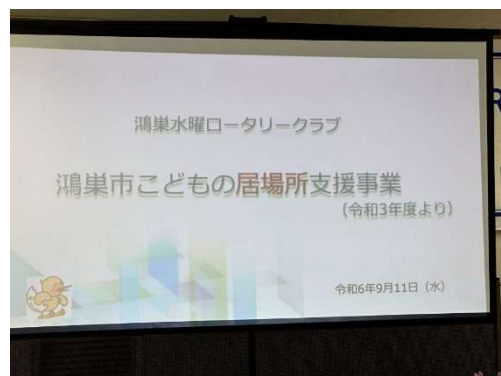 鴻巣水曜ロータリークラブ
鴻巣市こどもの居場所支援事業
(令和3年度より)
令和6年9月11日(水)